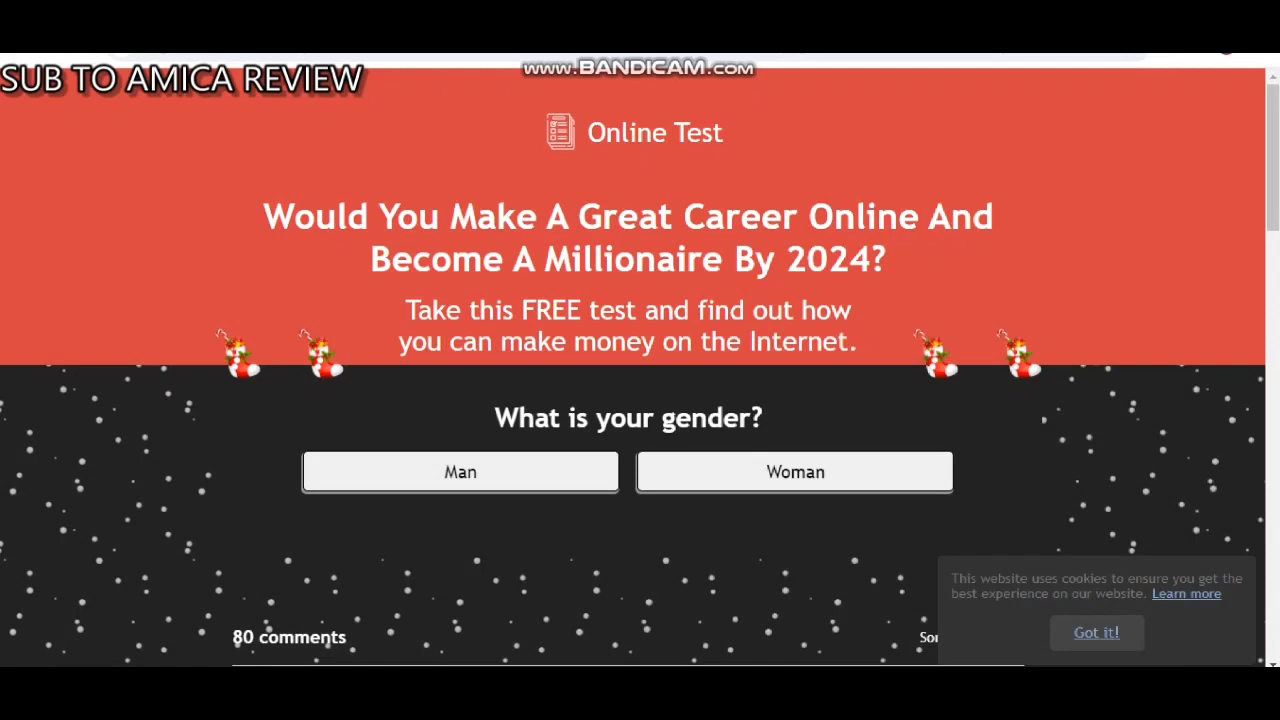 www.BANDICAM.com
SUB TO AMICA REVIEW
Online Test
Would You Make A Great Career Online And
Become A Millionaire By 2024?
Take this FREE test and find out how
you can make money on the Internet.
What is your gender?
Man
Woman
This website uses cookies to ensure you get the
best experience on our website. Learn more
Got it!
80 comments